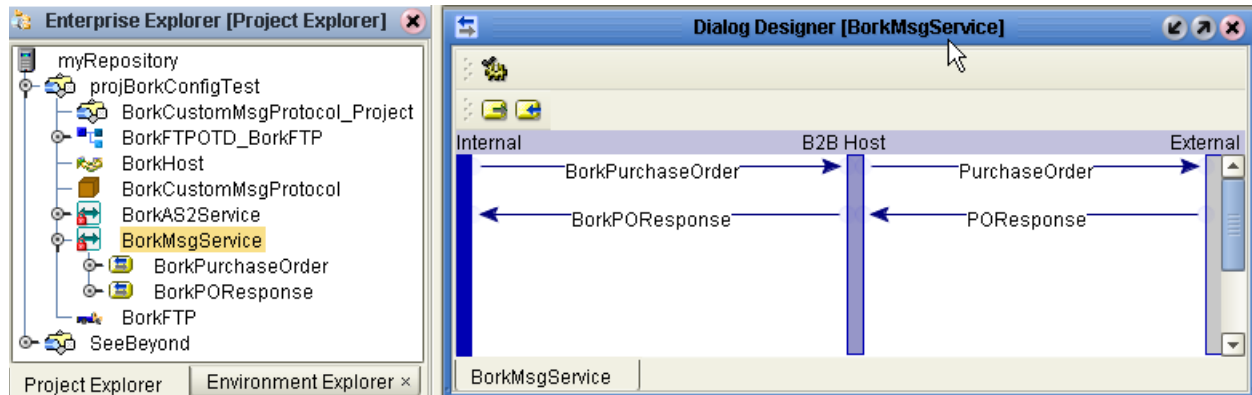 Enterprise Explorer [Project Explorer]
myRepository
projBorkConfigTest
BorkCustomMsgProtocol_Project
BorkFTPOTD_BorkFTP
BorkHost
BorkCustomMsgProtocol
BorkAS2Service
BorkMsgService
BorkPurchaseOrder
BorkPOResponse
BorkFTP
SeeBeyond
Project Explorer
Environment Explorer ×
Dialog Designer [BorkMsgService]
Internal B2B Host External
BorkPurchaseOrder PurchaseOrder
BorkPOResponse POResponse
BorkMsgService